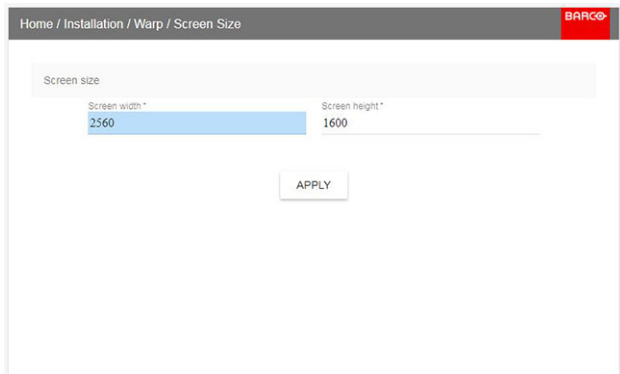 Home / Installation / Warp / Screen Size
BARCO
Screen size
Screen width *
Screen height *
2560
1600
APPLY